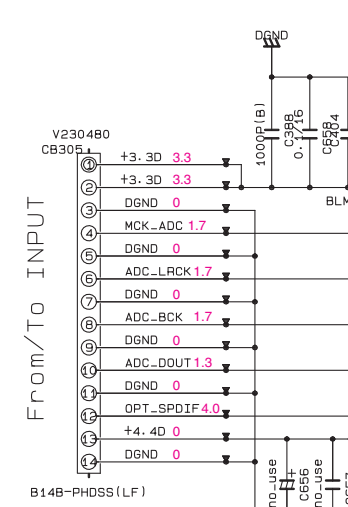 DGND
1000P(B)
C388
0.1/16
C658
C404
V230480
CB305
BLM
From/To INPUT
1 +3.3D 3.3
2 +3.3D 3.3
3 DGND 0
4 MCK_ADC 1.7
5 DGND 0
6 ADC_LRCK 1.7
7 DGND 0
8 ADC_BCK 1.7
9 DGND 0
10 ADC_DOUT 1.3
11 DGND 0
12 OPT_SPDIF 4.0
13 +4.4D 0
14 DGND 0
B14B-PHDSS(LF)
no_use
C656
no_use